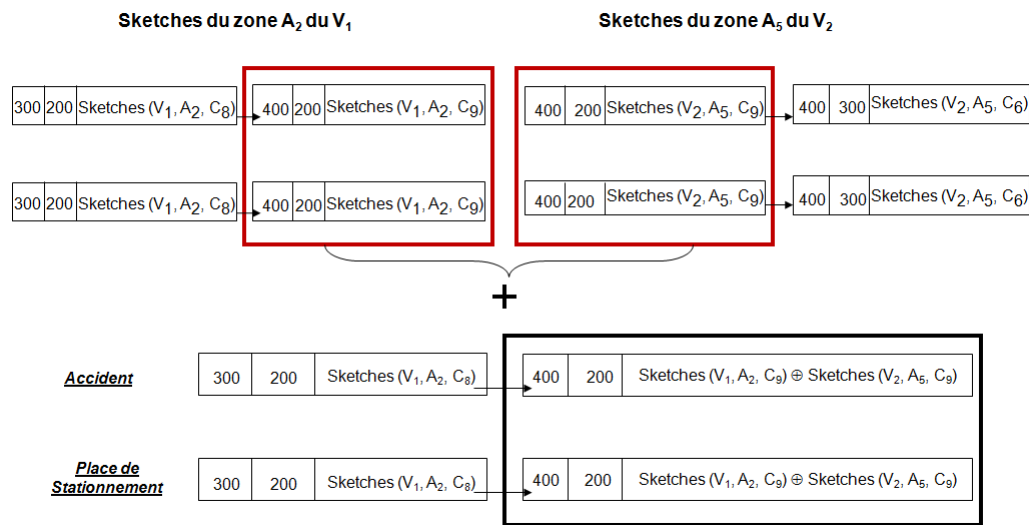 Sketches du zone A₂ du V₁ Sketches du zone A₅ du V₂
300 200 Sketches (V₁, A₂, C₈) 400 200 Sketches (V₁, A₂, C₉) 400 200 Sketches (V₂, A₅, C₉) 400 300 Sketches (V₂, A₅, C₆)
300 200 Sketches (V₁, A₂, C₈) 400 200 Sketches (V₁, A₂, C₉) 400 200 Sketches (V₂, A₅, C₉) 400 300 Sketches (V₂, A₅, C₆)
+
Accident 300 200 Sketches (V₁, A₂, C₈) 400 200 Sketches (V₁, A₂, C₉) ⊕ Sketches (V₂, A₅, C₉)
Place de
Stationnement 300 200 Sketches (V₁, A₂, C₈) 400 200 Sketches (V₁, A₂, C₉) ⊕ Sketches (V₂, A₅, C₉)